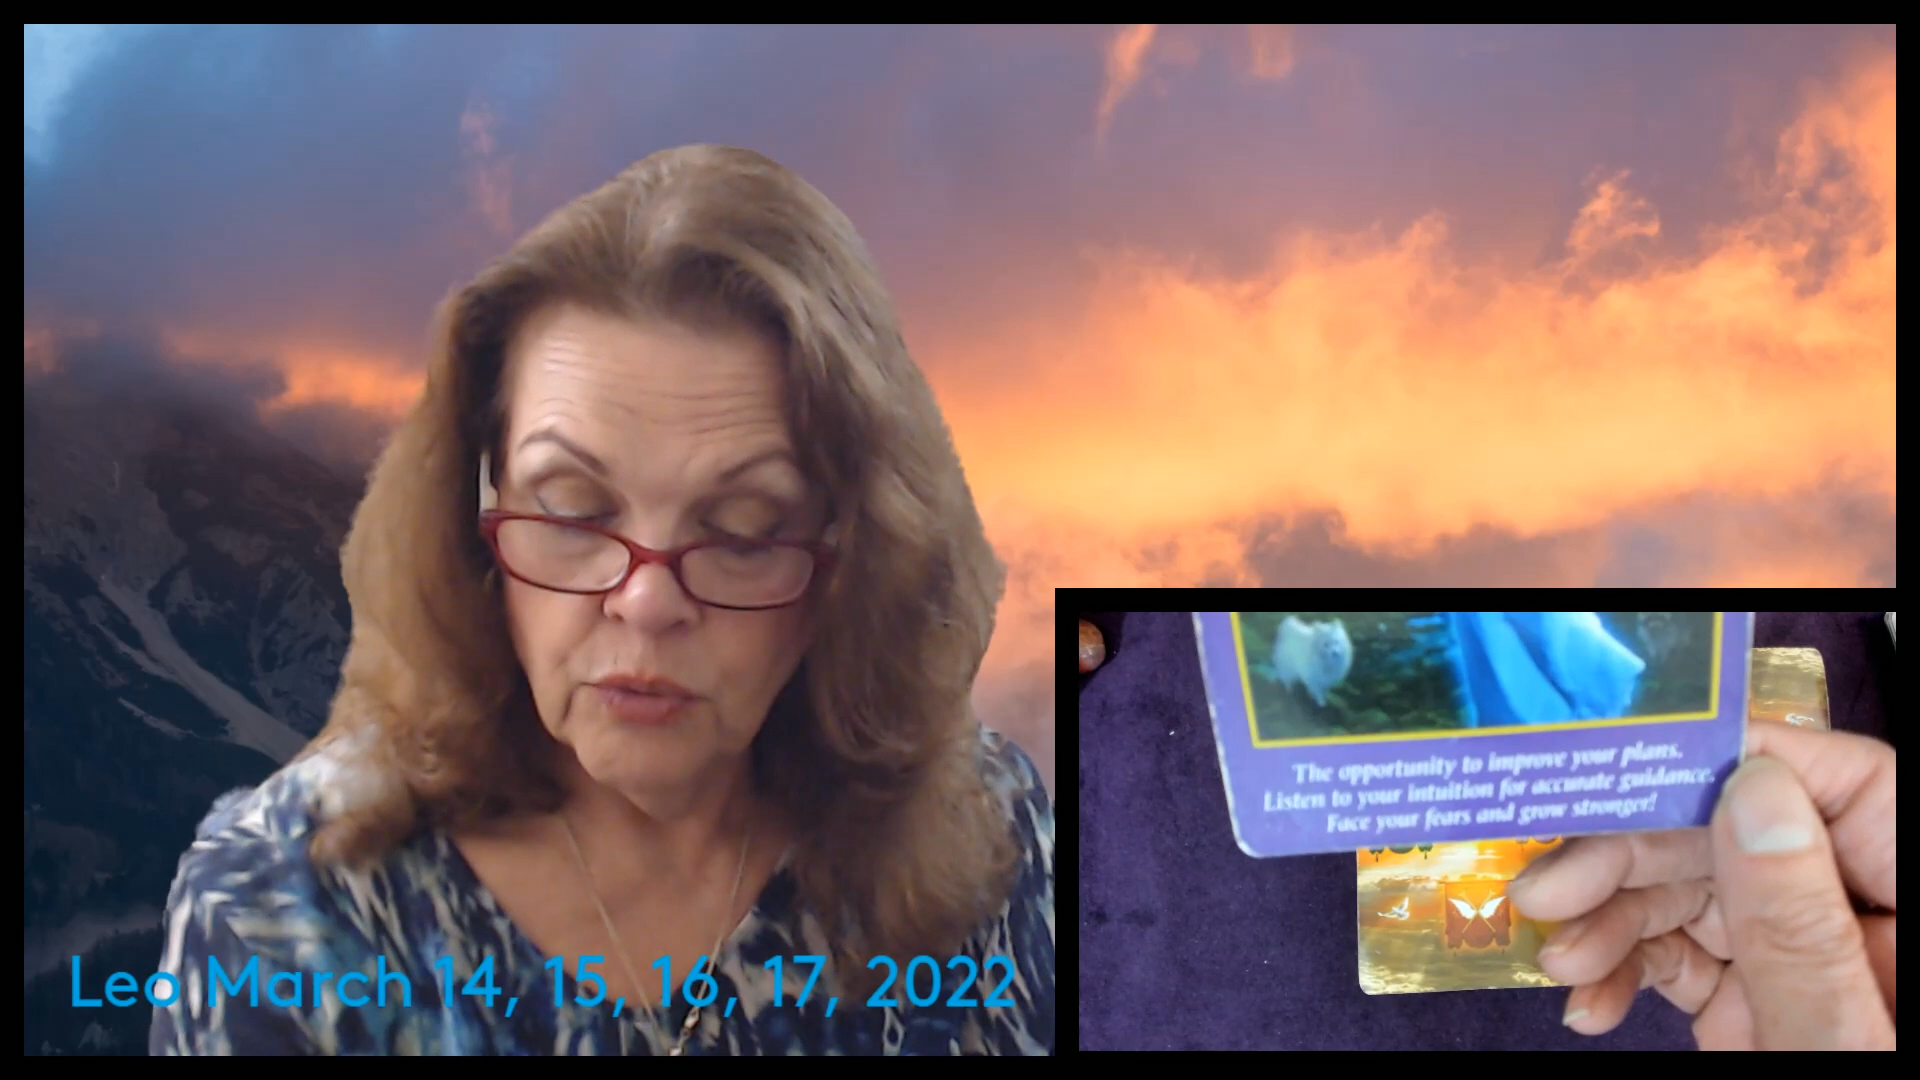 Leo March 14, 15, 16, 17, 2022
The opportunity to improve your plans.
Listen to your intuition for accurate guidance.
Face your fears and grow stronger!